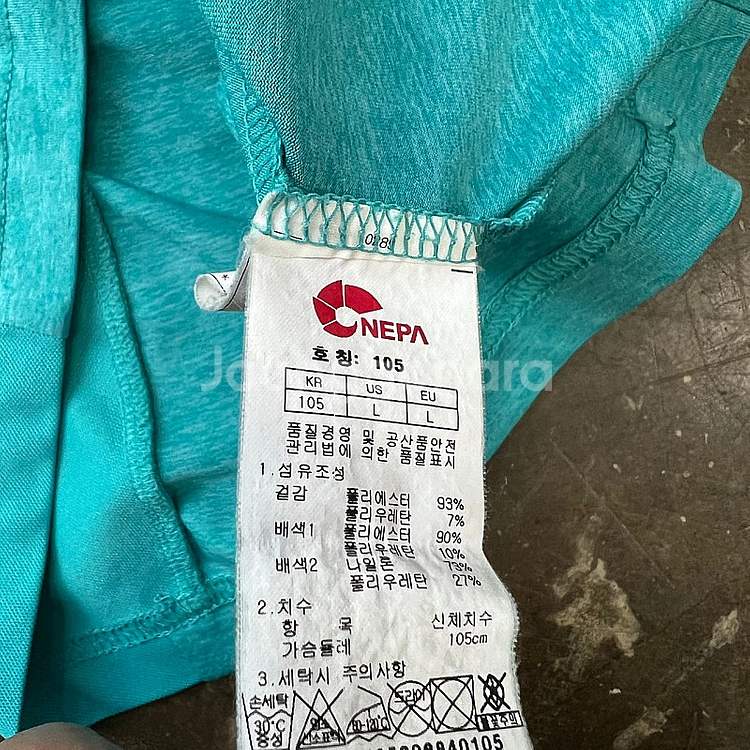 NEPA
호 칭: 105
KR US EU
105 L L
품질경영 및 공산품안전
관리법에 의한 품질표시
1.섬유조성
겉감 폴리에스터 93%
폴리우레탄 7%
배색1 폴리에스터 90%
폴리우레탄 10%
배색2 나일론 73%
폴리우레탄 27%
2.치수
항 목 신체치수
가슴둘레 105cm
3.세탁시 주의사항
손세탁 드라이
30℃ 80-120℃
중성